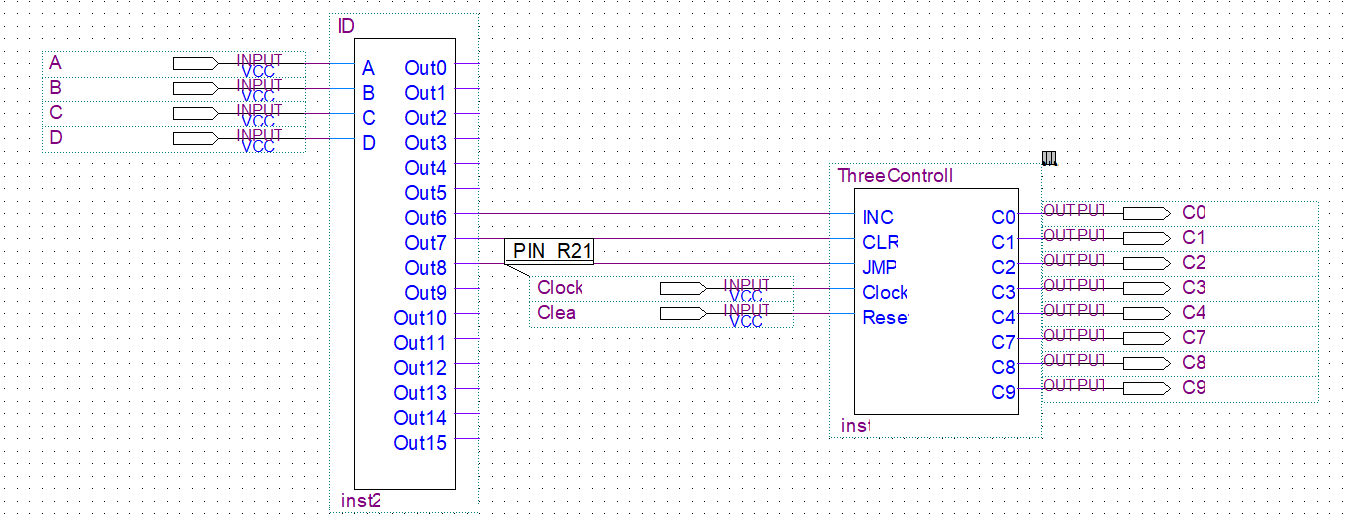 ID
A INPUT
VCC
B INPUT
VCC
C INPUT
VCC
D INPUT
VCC
A Out0
B Out1
C Out2
D Out3
Out4
Out5
Out6
Out7
Out8
Out9
Out10
Out11
Out12
Out13
Out14
Out15
inst2
PIN_R21
Clock INPUT
VCC
Clea INPUT
VCC
ThreeControll
INC C0
CLR C1
JMP C2
Clock C3
Reset C4
C7
C8
C9
inst
OUTPUT C0
OUTPUT C1
OUTPUT C2
OUTPUT C3
OUTPUT C4
OUTPUT C7
OUTPUT C8
OUTPUT C9